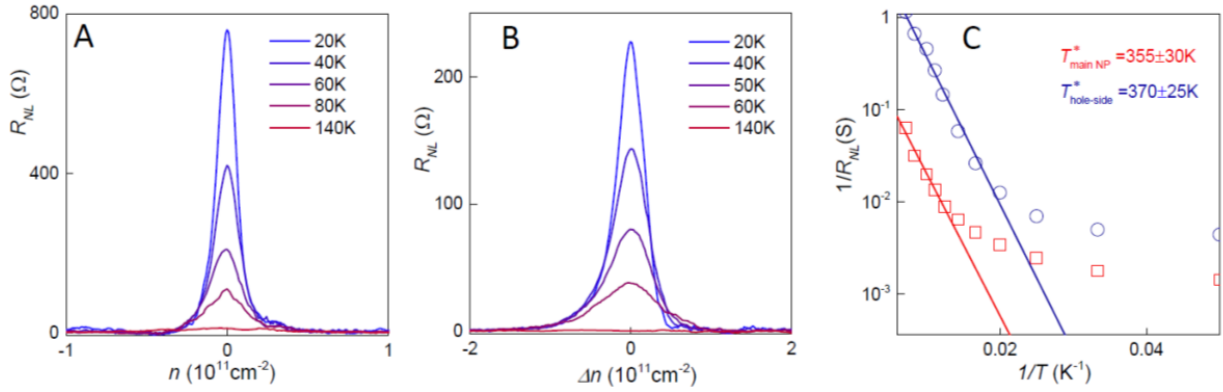 A
800
400
0
R_NL (Ω)
-1
0
1
n (10^11cm^-2)
20K
40K
60K
80K
140K
B
200
100
0
R_NL (Ω)
-2
0
2
Δn (10^11cm^-2)
20K
40K
50K
60K
140K
C
1
10^-1
10^-2
10^-3
1/R_NL(S)
0.02
0.04
1/T (K^-1)
T*_main NP =355±30K
T*_hole-side =370±25K